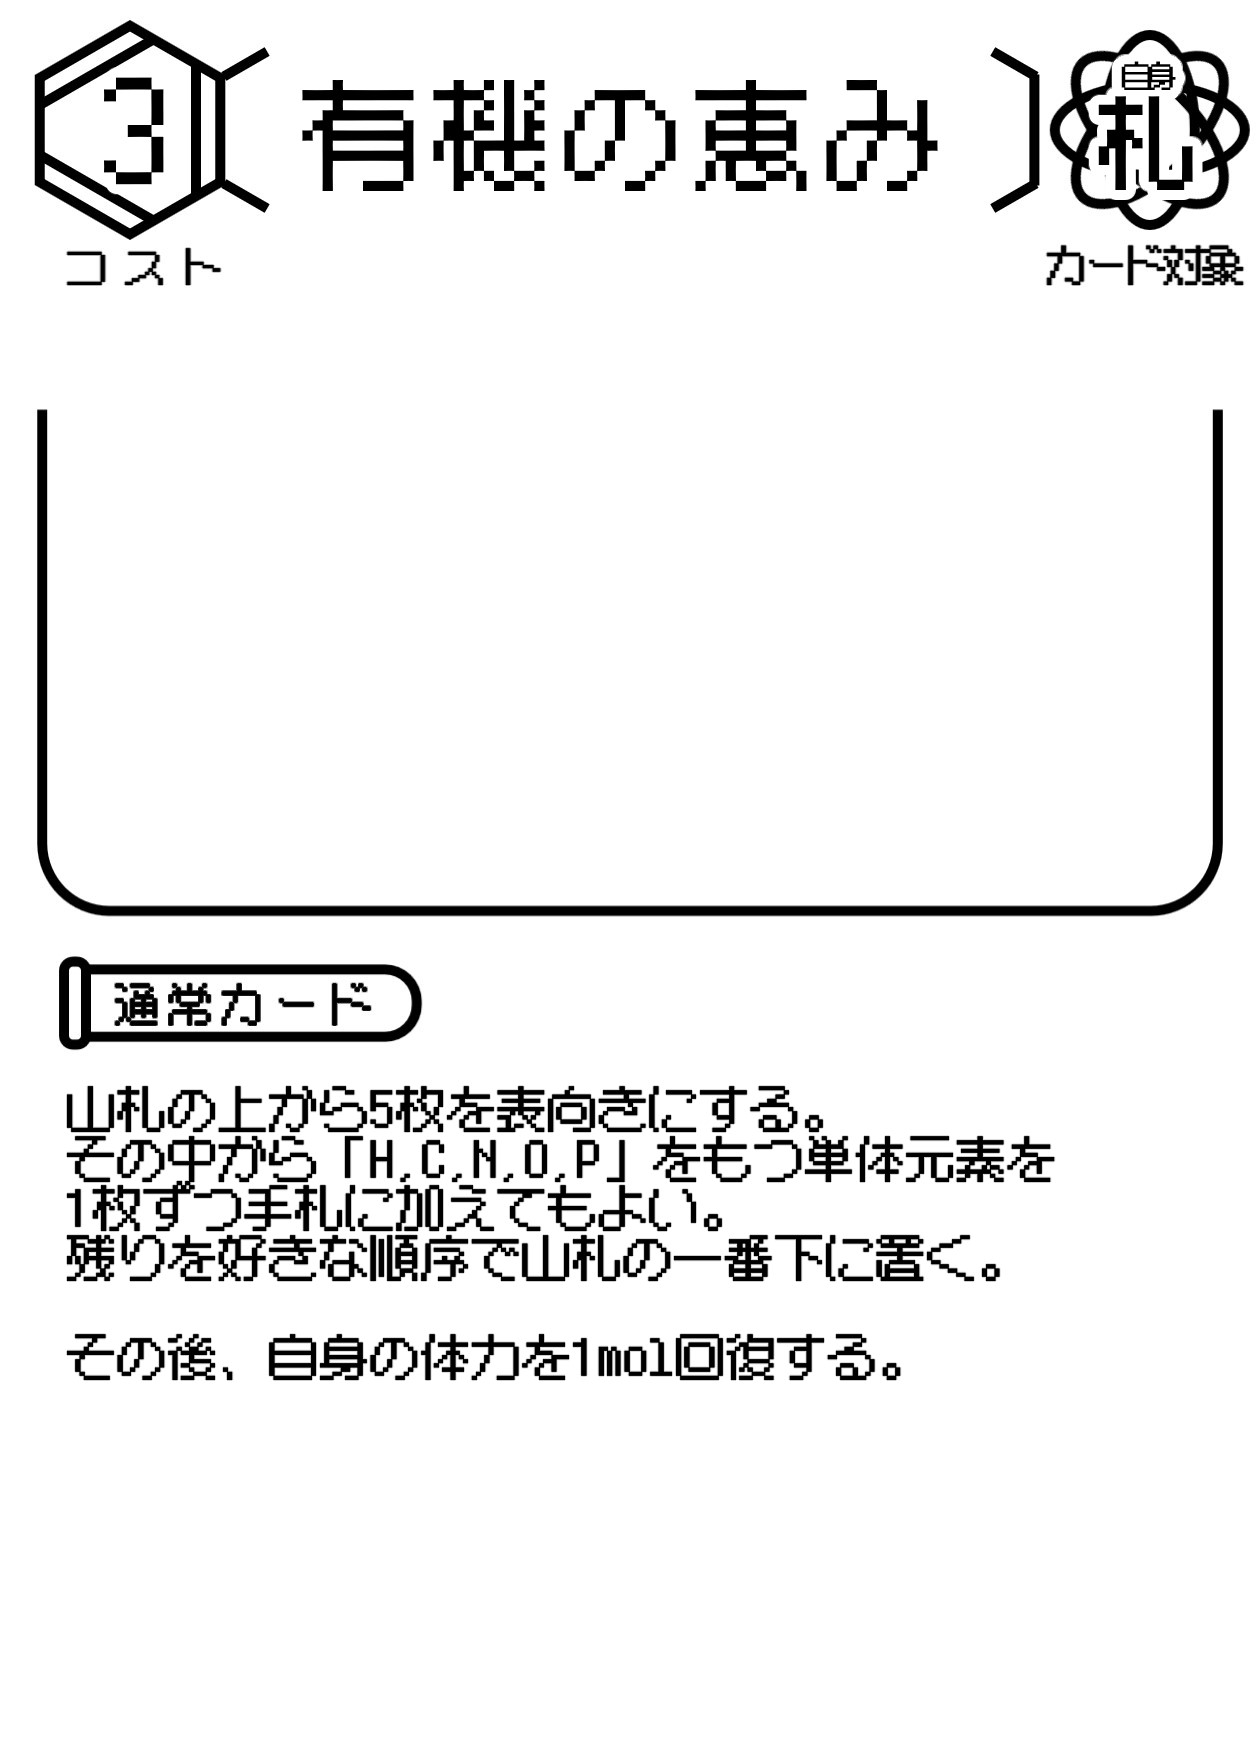 3
有機の恵み
自身
札
コスト
カード対象
通常カード
山札の上から5枚を表向きにする。
その中から「H,C,N,O,P」をもつ単体元素を
1枚ずつ手札に加えてもよい。
残りを好きな順序で山札の一番下に置く。
その後、自身の体力を1mol回復する。